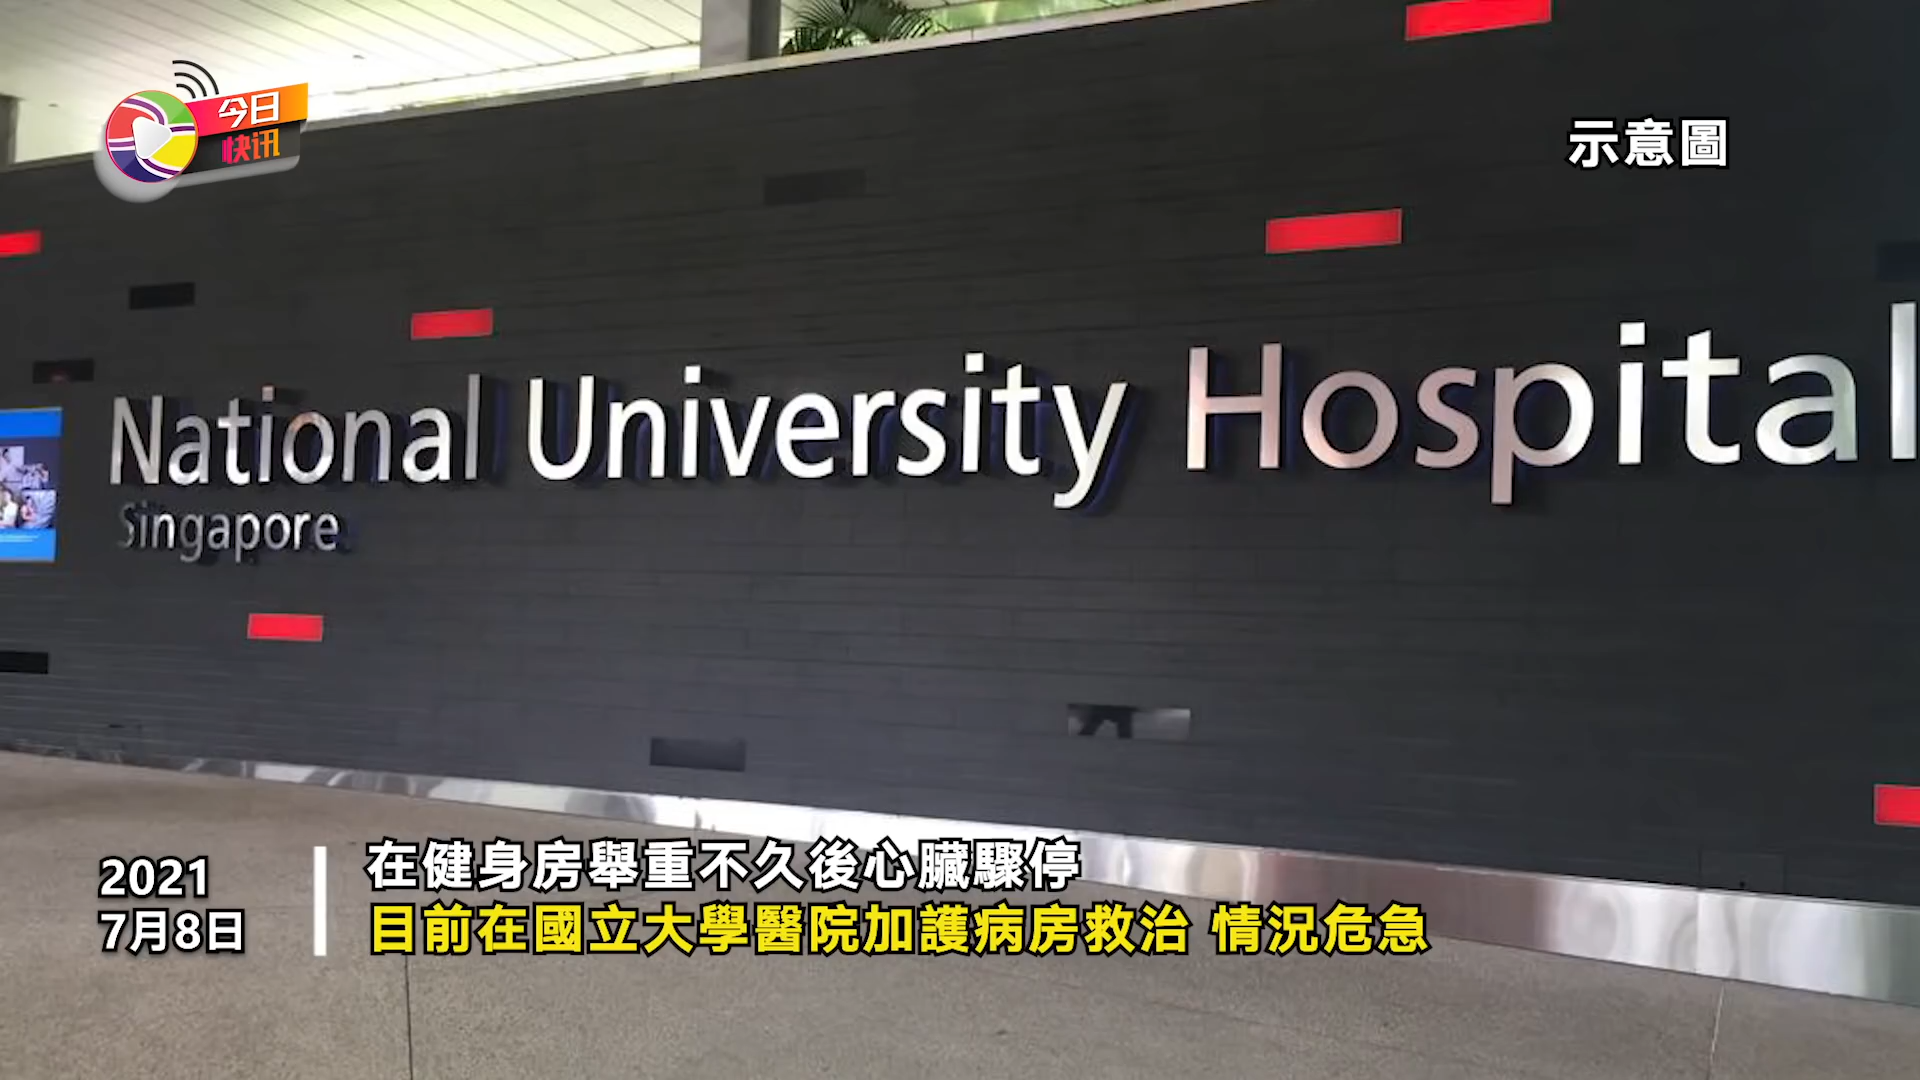 今日
快讯
示意圖
National University Hospital
Singapore
2021
7月8日
在健身房舉重不久後心臟驟停
目前在國立大學醫院加護病房救治 情況危急